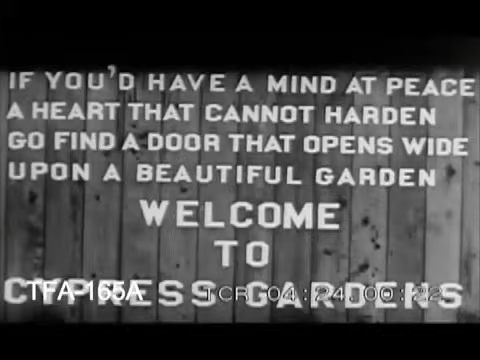 IF YOU'D HAVE A MIND AT PEACE
A HEART THAT CANNOT HARDEN
GO FIND A DOOR THAT OPENS WIDE
UPON A BEAUTIFUL GARDEN
WELCOME
TO
CYPRESS GARDENS
TFA-165A TCR 04:24:00:22